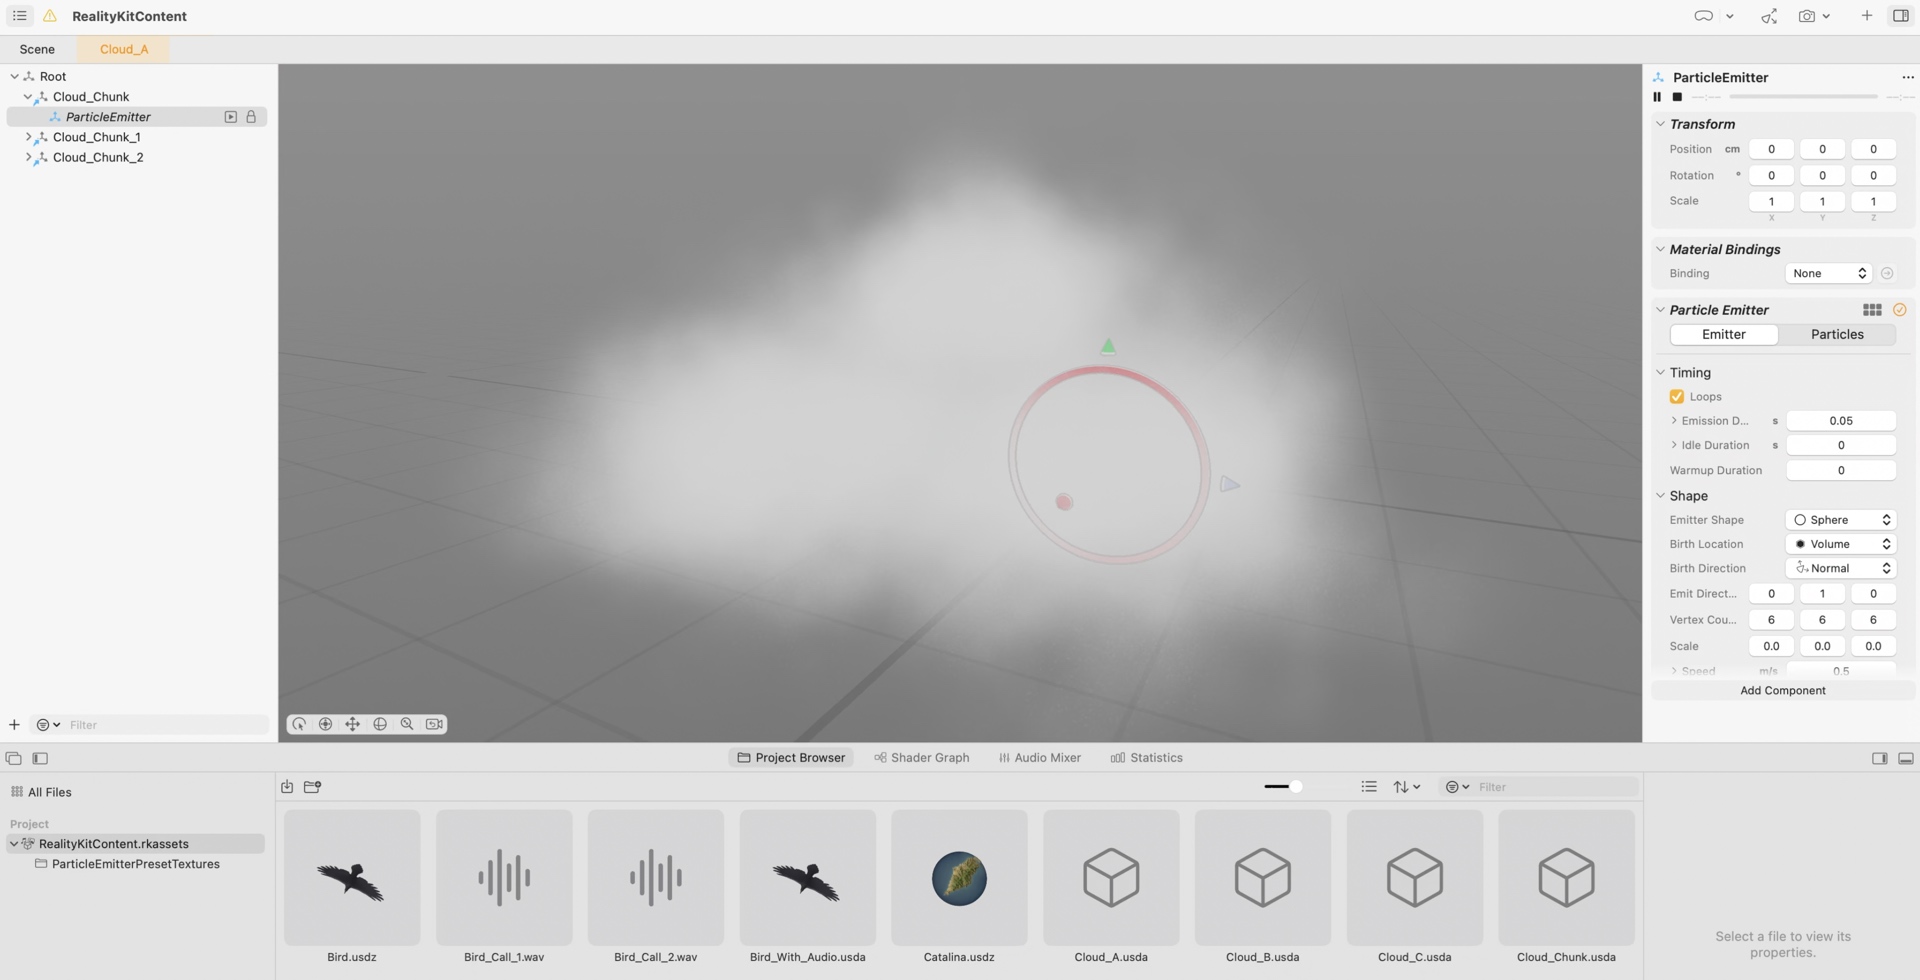 RealityKitContent
Scene
Cloud_A
Root
Cloud_Chunk
ParticleEmitter
Cloud_Chunk_1
Cloud_Chunk_2
Filter
ParticleEmitter
--:--
--:--
Transform
Position cm 0 0 0
Rotation ° 0 0 0
Scale 1 1 1
X Y Z
Material Bindings
Binding None
Particle Emitter
Emitter Particles
Timing
Loops
Emission D... s 0.05
Idle Duration s 0
Warmup Duration 0
Shape
Emitter Shape Sphere
Birth Location Volume
Birth Direction Normal
Emit Direct... 0 1 0
Vertex Cou... 6 6 6
Scale 0.0 0.0 0.0
Speed m/s 0.5
Add Component
Project Browser Shader Graph Audio Mixer Statistics
All Files
Project
RealityKitContent.rkassets
ParticleEmitterPresetTextures
Filter
Bird.usdz Bird_Call_1.wav Bird_Call_2.wav Bird_With_Audio.usda Catalina.usdz Cloud_A.usda Cloud_B.usda Cloud_C.usda Cloud_Chunk.usda
Select a file to view its
properties.